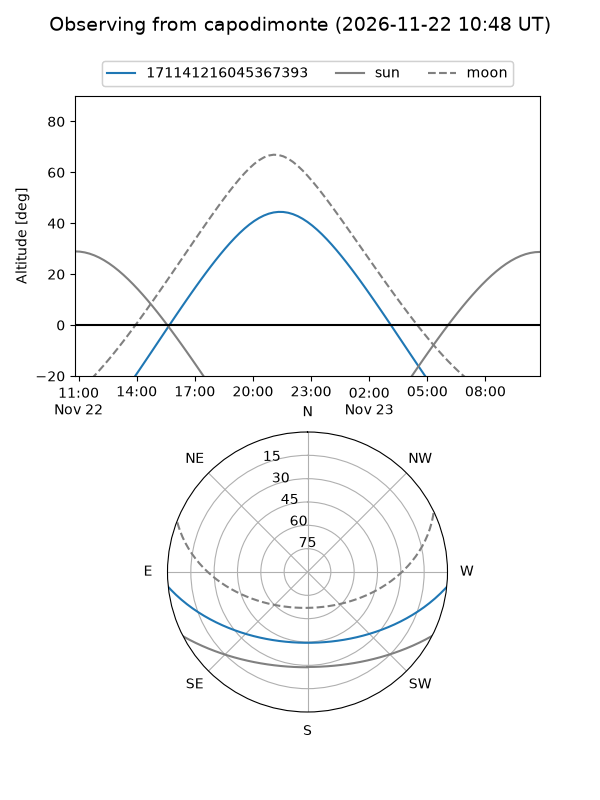 Observing from capodimonte (2026-11-22 10:48 UT)
171141216045367393 sun moon
Altitude [deg]
80
60
40
20
0
−20
11:00 14:00 17:00 20:00 23:00 02:00 05:00 08:00
Nov 22 Nov 23
N
NE NW
15
30
45
60
75
E W
SE SW
S